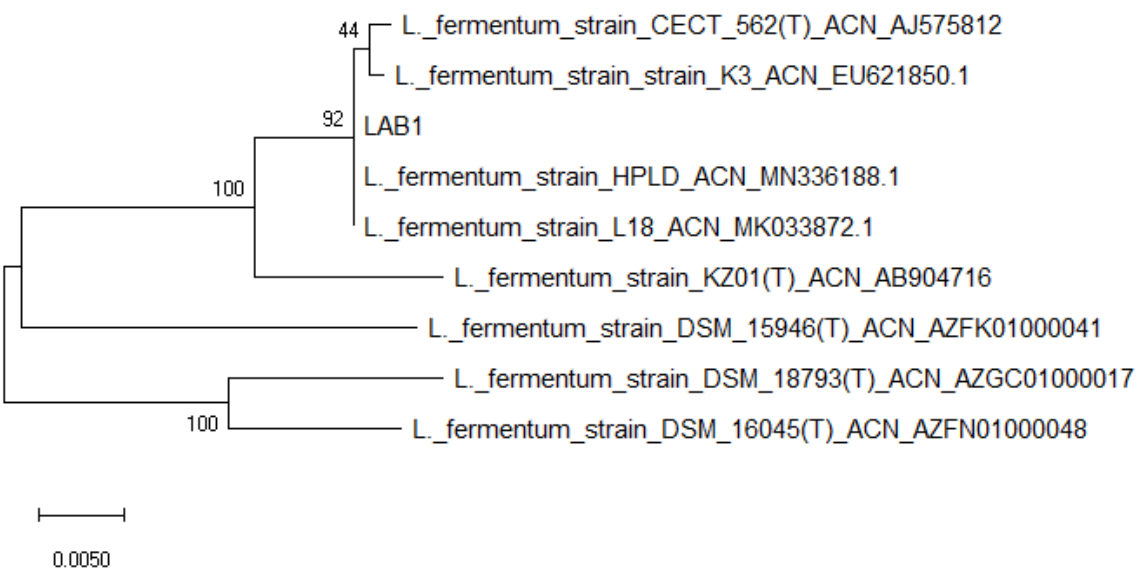 44
L._fermentum_strain_CECT_562(T)_ACN_AJ575812
L._fermentum_strain_strain_K3_ACN_EU621850.1
92
LAB1
L._fermentum_strain_HPLD_ACN_MN336188.1
100
L._fermentum_strain_L18_ACN_MK033872.1
L._fermentum_strain_KZ01(T)_ACN_AB904716
L._fermentum_strain_DSM_15946(T)_ACN_AZFK01000041
L._fermentum_strain_DSM_18793(T)_ACN_AZGC01000017
100
L._fermentum_strain_DSM_16045(T)_ACN_AZFN01000048
0.0050